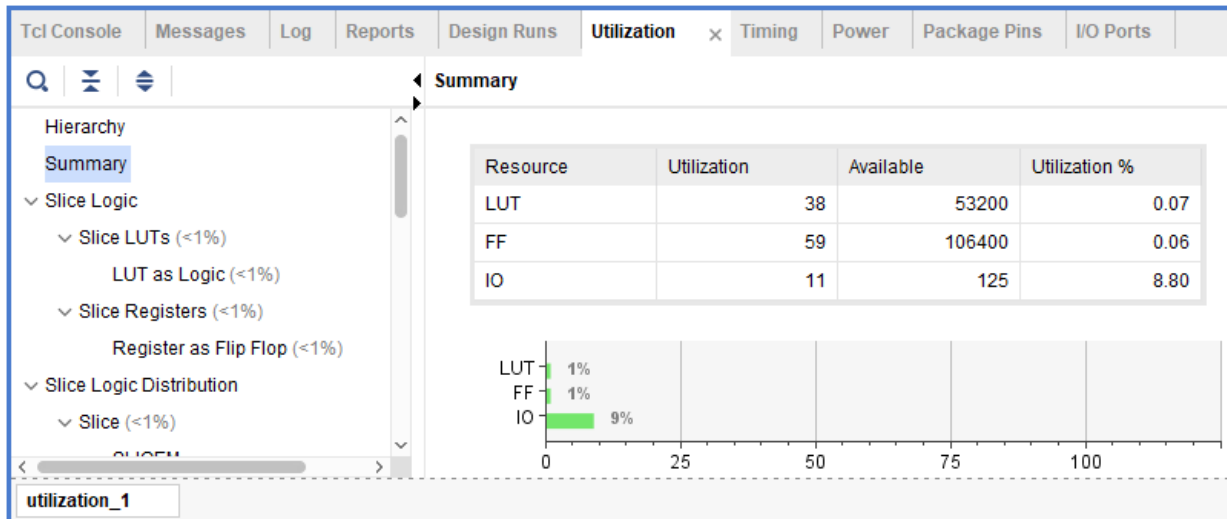 Tcl Console Messages Log Reports Design Runs Utilization × Timing Power Package Pins I/O Ports
Summary
Hierarchy
Summary
Slice Logic
Slice LUTs (<1%)
LUT as Logic (<1%)
Slice Registers (<1%)
Register as Flip Flop (<1%)
Slice Logic Distribution
Slice (<1%)
Resource Utilization Available Utilization %
LUT 38 53200 0.07
FF 59 106400 0.06
IO 11 125 8.80
LUT 1%
FF 1%
IO 9%
0 25 50 75 100
utilization_1